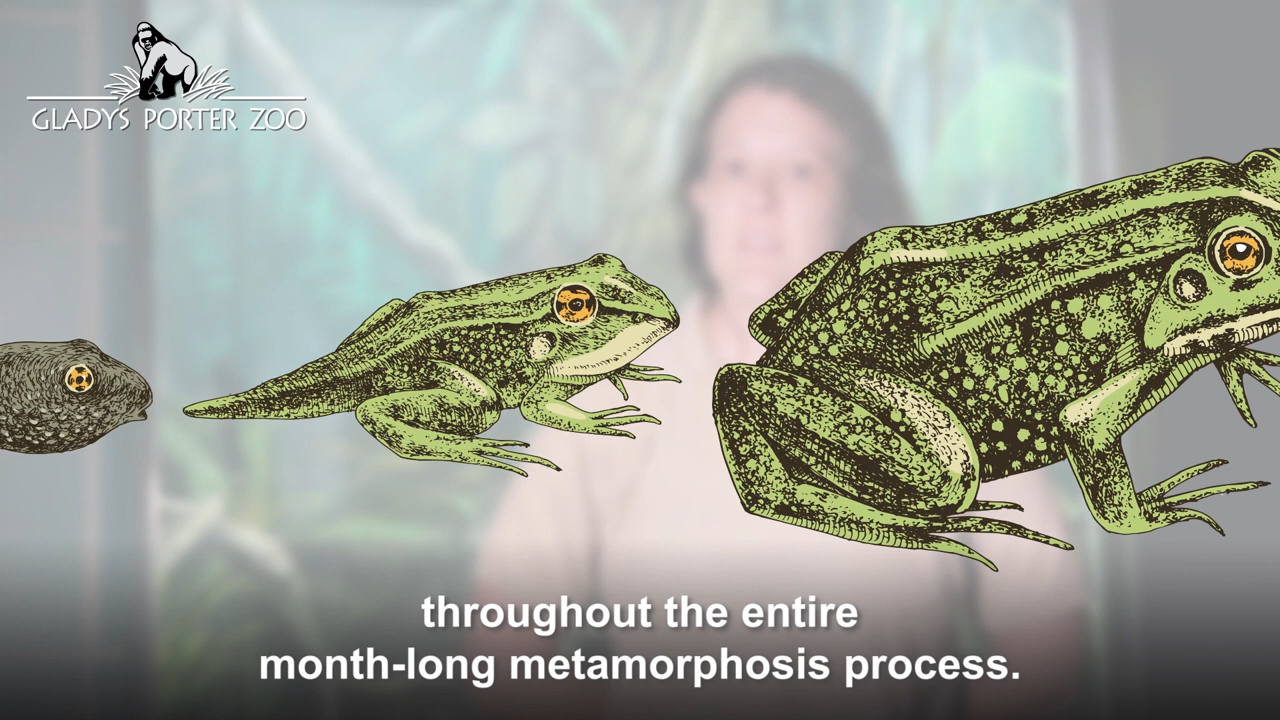 GLADYS PORTER ZOO
throughout the entire
month-long metamorphosis process.